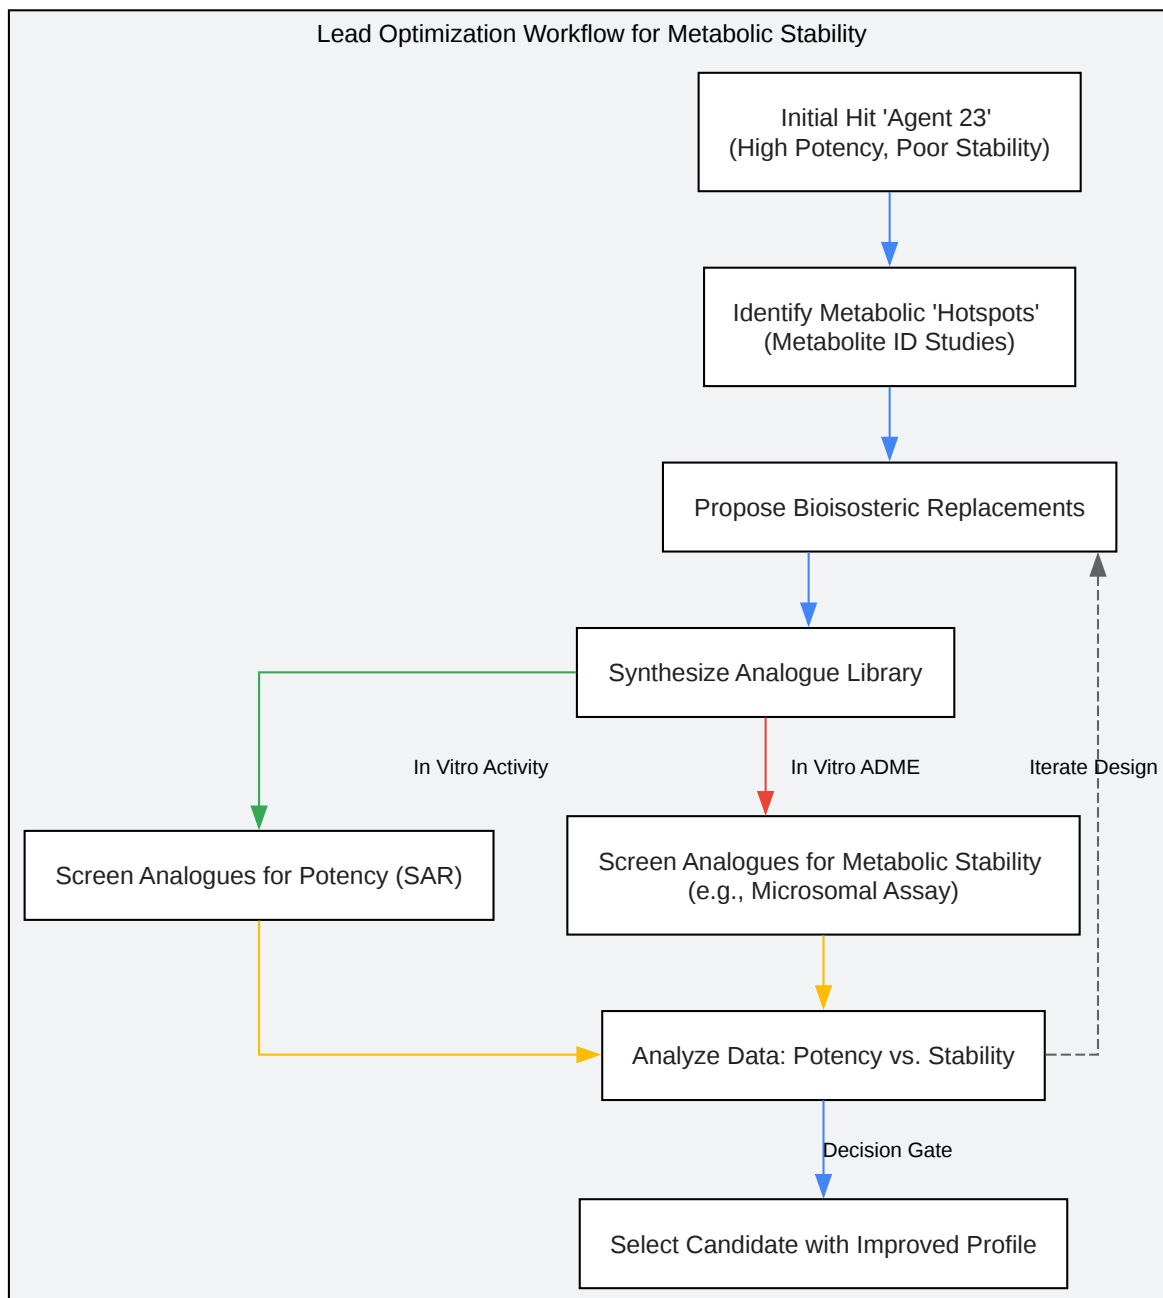 Lead Optimization Workflow for Metabolic Stability
Initial Hit 'Agent 23'
(High Potency, Poor Stability)
Identify Metabolic 'Hotspots'
(Metabolite ID Studies)
Propose Bioisosteric Replacements
Synthesize Analogue Library
In Vitro Activity
In Vitro ADME
Iterate Design
Screen Analogues for Potency (SAR)
Screen Analogues for Metabolic Stability
(e.g., Microsomal Assay)
Analyze Data: Potency vs. Stability
Decision Gate
Select Candidate with Improved Profile